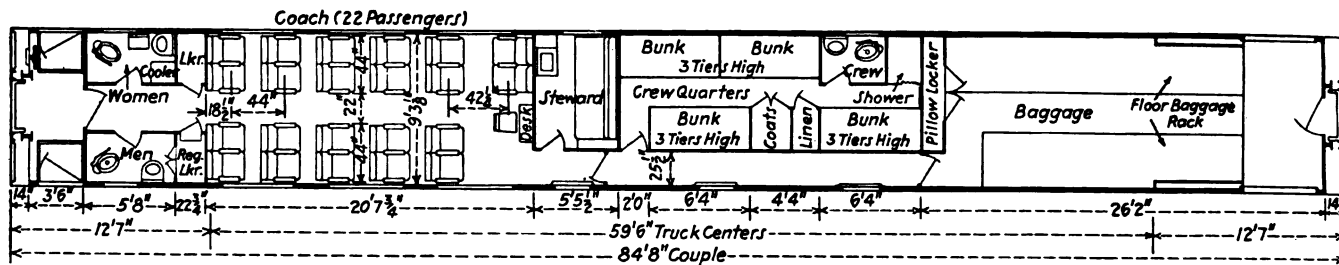 Coach (22 Passengers)
Women
Cooler
Lkr.
Men
Reg.
Lkr.
18½"
44"
44"
22"
44"
9'3⅛"
42⅛"
Desk
Steward
Bunk
3 Tiers High
Bunk
Crew Quarters
Crew
Shower
Bunk
3 Tiers High
Coats
Linen
Bunk
3 Tiers High
25½"
Pillow Locker
Baggage
Floor Baggage
Rack
14" 3'6" 5'8" 22¾" 20'7¾" 5'5½" 2'0" 6'4" 4'4" 6'4" 26'2" 14"
12'7" 59'6" Truck Centers 12'7"
84'8" Couple